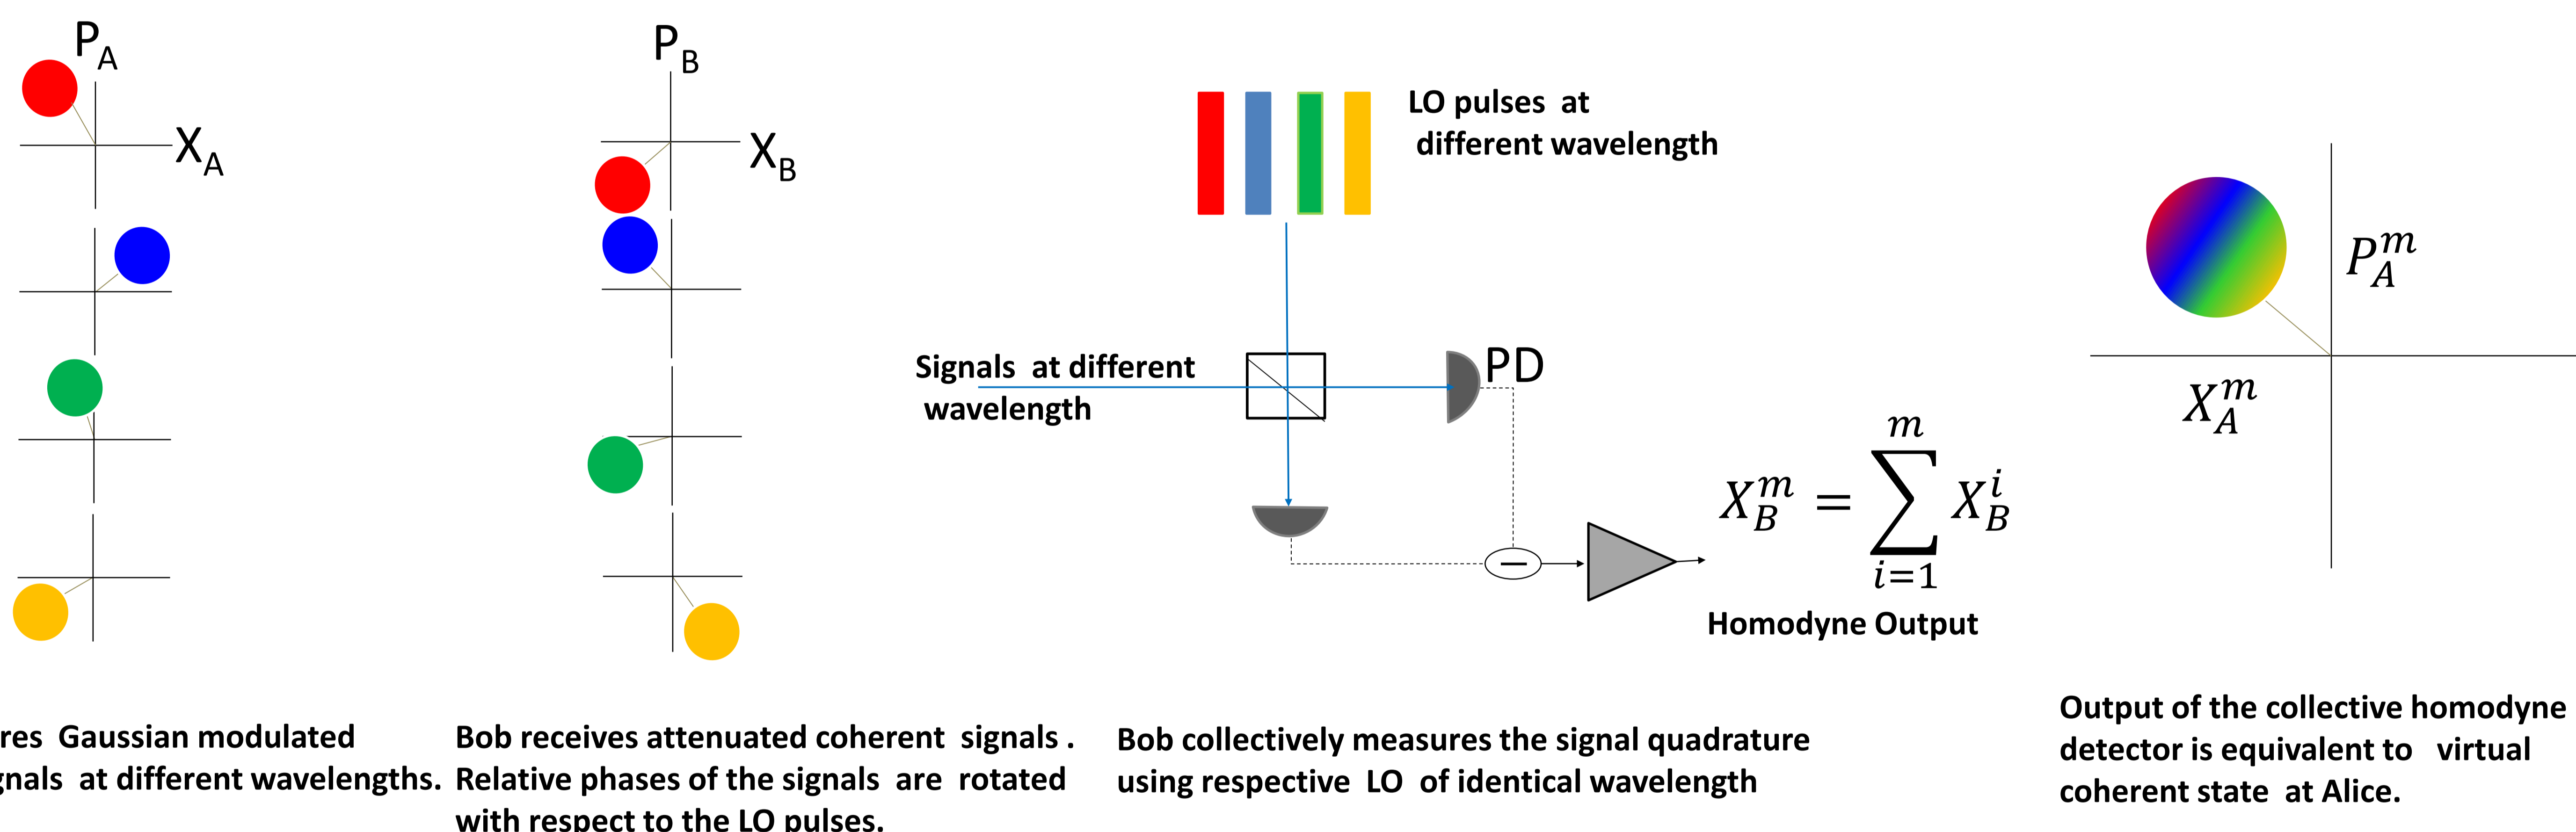 P_A
X_A
P_B
X_B
LO pulses at
different wavelength
Signals at different
wavelength
PD
X_B^m = \sum_{i=1}^{m} X_B^i
Homodyne Output
P_A^m
X_A^m
Gaussian modulated
at different wavelengths.
Bob receives attenuated coherent signals .
Relative phases of the signals are rotated
with respect to the LO pulses.
Bob collectively measures the signal quadrature
using respective LO of identical wavelength
Output of the collective homodyne
detector is equivalent to virtual
coherent state at Alice.